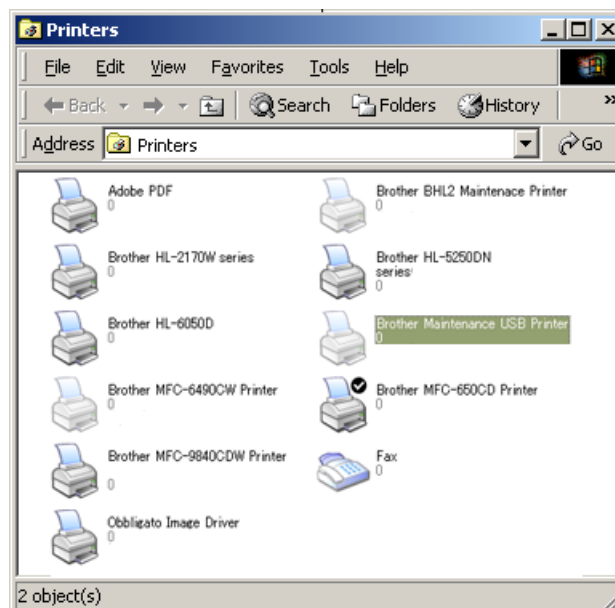 Printers
File Edit View Favorites Tools Help
Back Search Folders History »
Address Printers Go
Adobe PDF
0
Brother BHL2 Maintenace Printer
0
Brother HL-2170W series
0
Brother HL-5250DN
series
0
Brother HL-6050D
0
Brother Maintenance USB Printer
0
Brother MFC-6490CW Printer
0
Brother MFC-650CD Printer
0
Brother MFC-9840CDW Printer
0
Fax
0
Obbligato Image Driver
0
2 object(s)